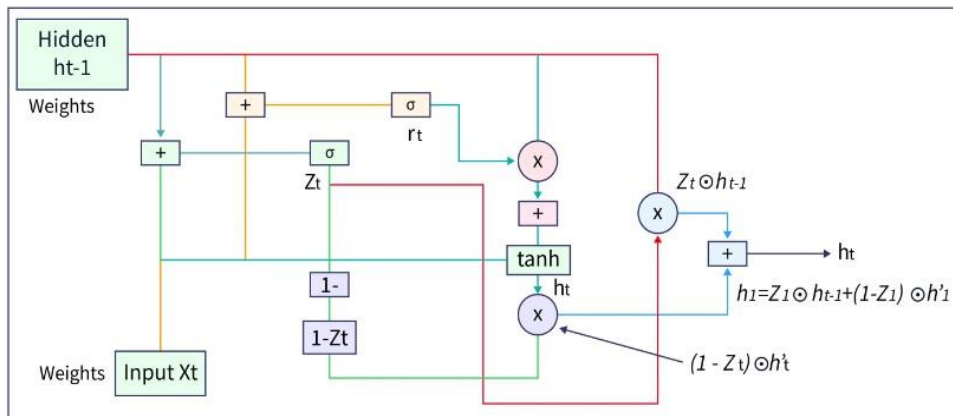 Hidden
ht-1
Weights
+
σ
rt
+
σ
Zt
x
+
tanh
ht
x
1-
1-Zt
Weights
Input Xt
x
Zt⊙ht-1
+
ht
h1=Z1⊙ht-1+(1-Z1)⊙h'1
(1 - Zt)⊙h't